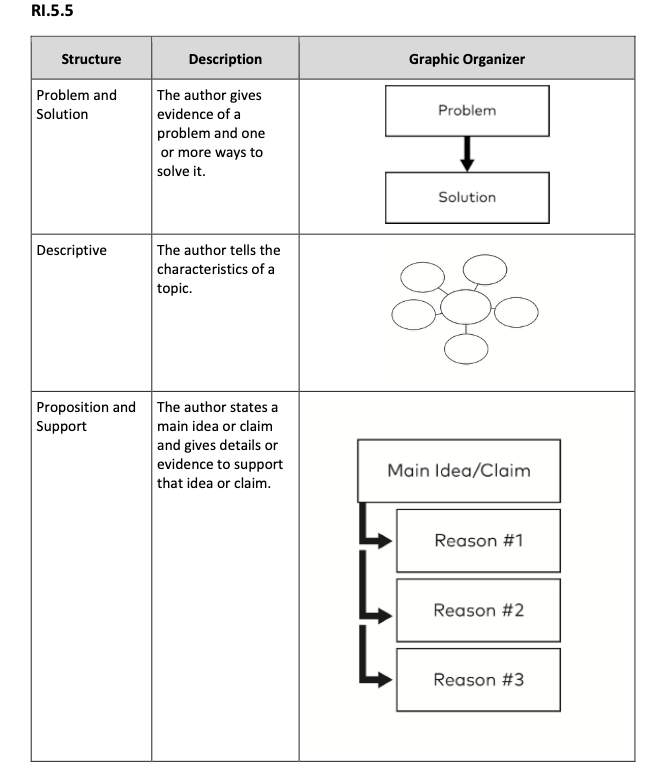 RI.5.5
Structure
Description
Graphic Organizer
Problem and
Solution
The author gives
evidence of a
problem and one
or more ways to
solve it.
Problem
Solution
Descriptive
The author tells the
characteristics of a
topic.
Proposition and
Support
The author states a
main idea or claim
and gives details or
evidence to support
that idea or claim.
Main Idea/Claim
Reason #1
Reason #2
Reason #3